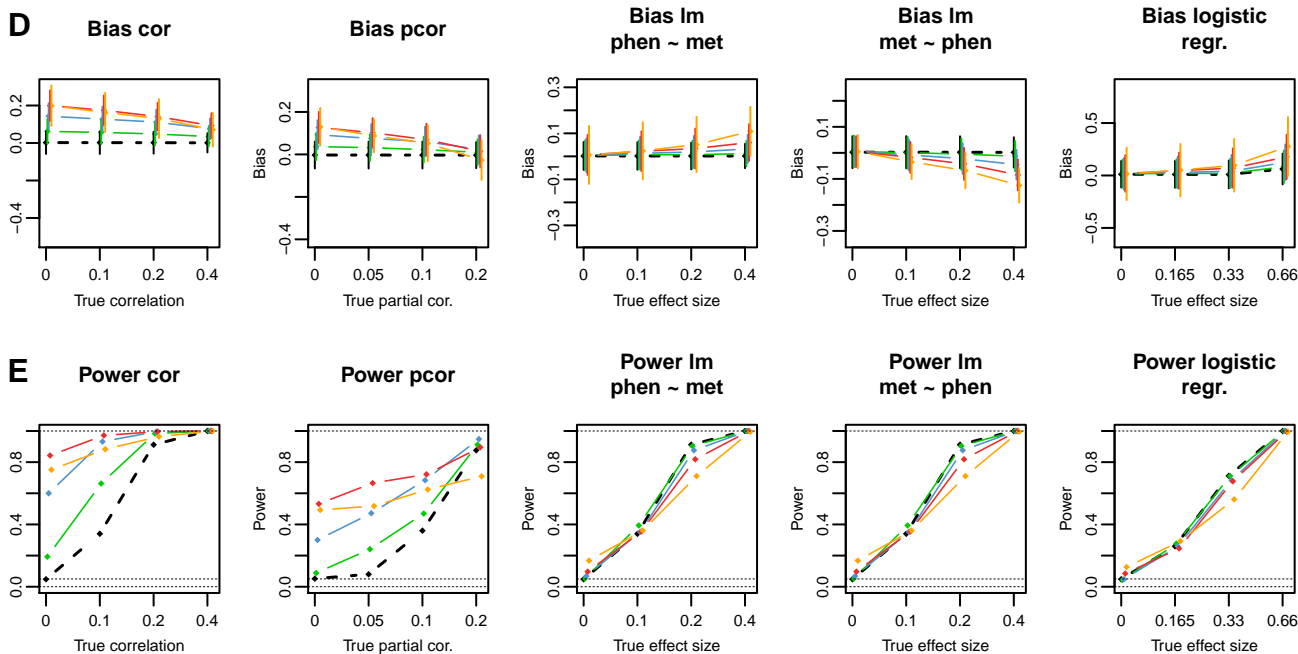 D
Bias cor
Bias pcor
Bias lm
phen ~ met
Bias lm
met ~ phen
Bias logistic
regr.
0.2
0.0
−0.4
0
0.1
0.2
0.4
True correlation
Bias
0.2
0.0
−0.4
0
0.05
0.1
0.2
True partial cor.
Bias
0.3
0.1
−0.1
−0.3
0
0.1
0.2
0.4
True effect size
Bias
0.1
−0.1
−0.3
0
0.1
0.2
0.4
True effect size
Bias
0.5
0.0
−0.5
0
0.165
0.33
0.66
True effect size
E
Power cor
Power pcor
Power lm
phen ~ met
Power lm
met ~ phen
Power logistic
regr.
0.8
0.4
0.0
0
0.1
0.2
0.4
True correlation
Power
0.8
0.4
0.0
0
0.05
0.1
0.2
True partial cor.
Power
0.8
0.4
0.0
0
0.1
0.2
0.4
True effect size
Power
0.8
0.4
0.0
0
0.1
0.2
0.4
True effect size
Power
0.8
0.4
0.0
0
0.165
0.33
0.66
True effect size